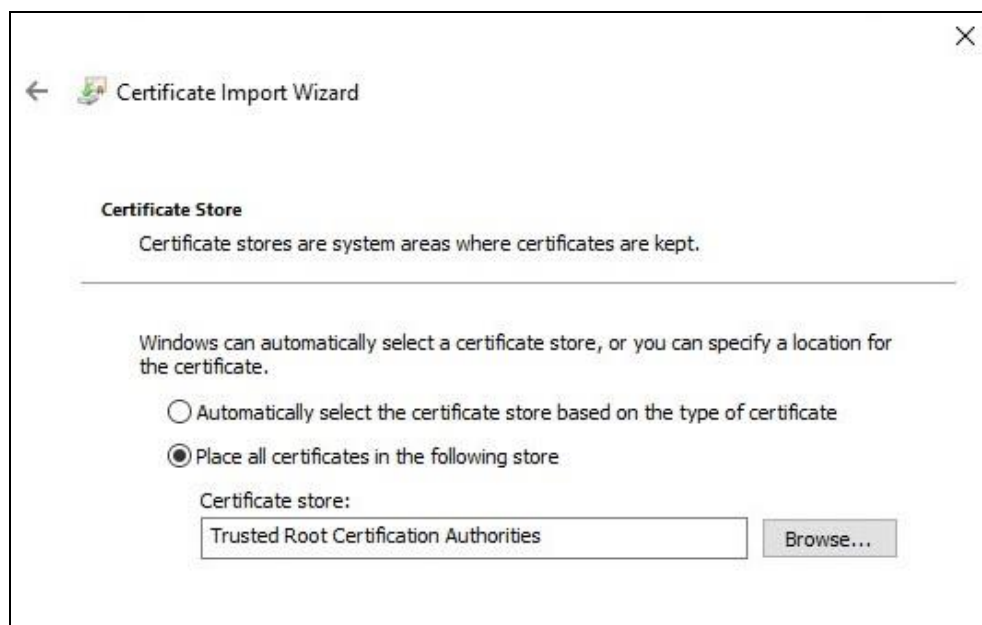 Certificate Import Wizard
Certificate Store
Certificate stores are system areas where certificates are kept.
Windows can automatically select a certificate store, or you can specify a location for
the certificate.
Automatically select the certificate store based on the type of certificate
Place all certificates in the following store
Certificate store:
Trusted Root Certification Authorities
Browse...